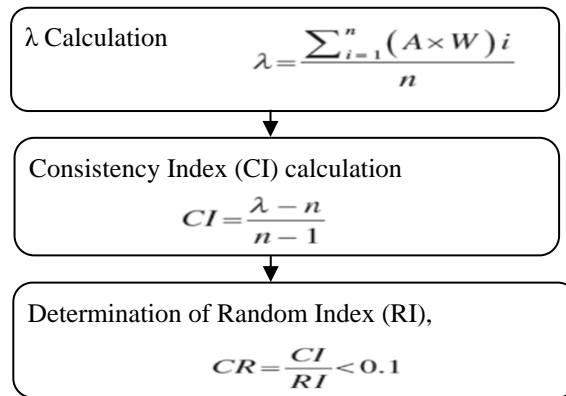 λ Calculation
λ = ∑ⁿᵢ₌₁ (A × W) i / n
Consistency Index (CI) calculation
CI = λ − n / n − 1
Determination of Random Index (RI),
CR = CI / RI < 0.1